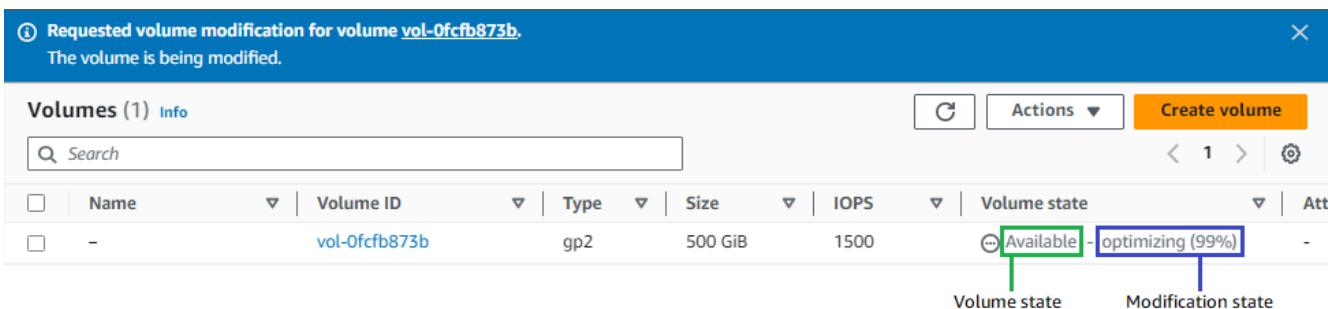 Requested volume modification for volume vol-0fcfb873b.
The volume is being modified.
Volumes (1) Info
Actions
Create volume
Search
1
Name Volume ID Type Size IOPS Volume state Att
– vol-0fcfb873b gp2 500 GiB 1500 Available - optimizing (99%) -
Volume state Modification state